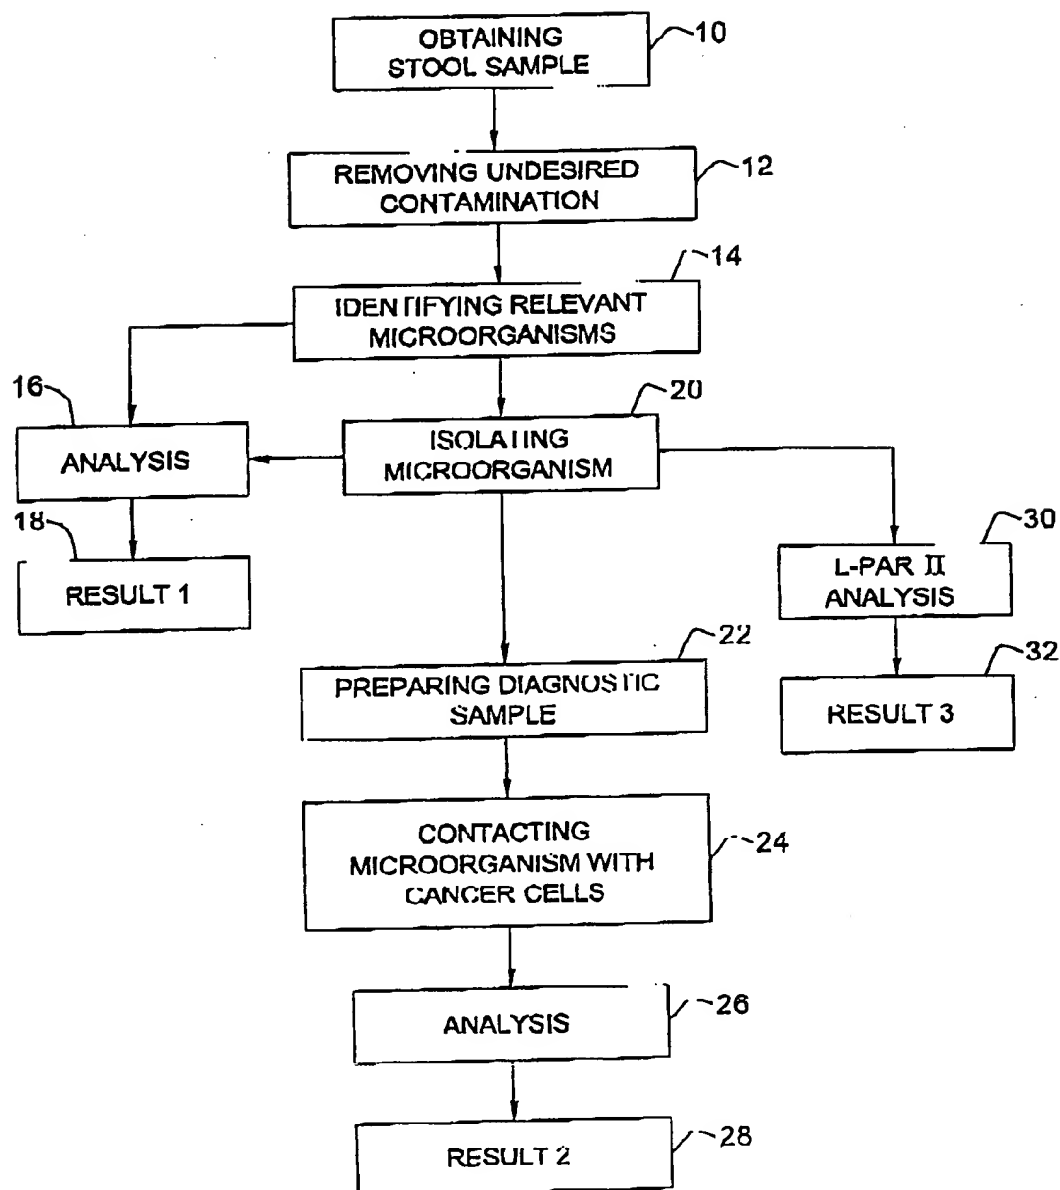 OBTAINING
STOOL SAMPLE
10
REMOVING UNDESIRED
CONTAMINATION
12
14
IDENTIFYING RELEVANT
MICROORGANISMS
16
ANALYSIS
20
ISOLATING
MICROORGANISM
18
RESULT 1
30
L-PAR II
ANALYSIS
22
PREPARING DIAGNOSTIC
SAMPLE
32
RESULT 3
CONTACTING
MICROORGANISM WITH
CANCER CELLS
24
ANALYSIS
26
RESULT 2
28